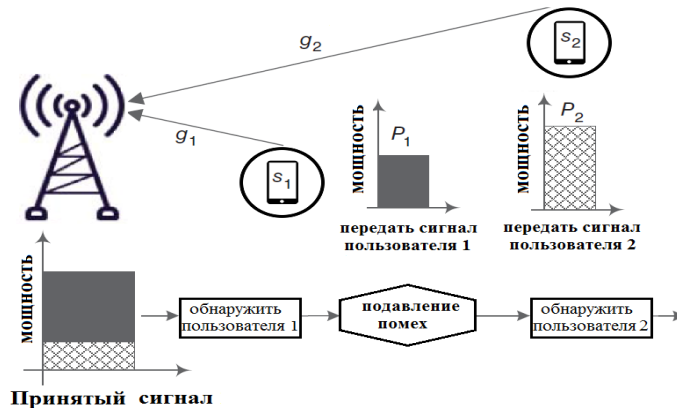 g2
s2
g1
s1
мощность
P1
мощность
P2
передать сигнал
пользователя 1
передать сигнал
пользователя 2
мощность
обнаружить
пользователя 1
подавление
помех
обнаружить
пользователя 2
Принятый сигнал